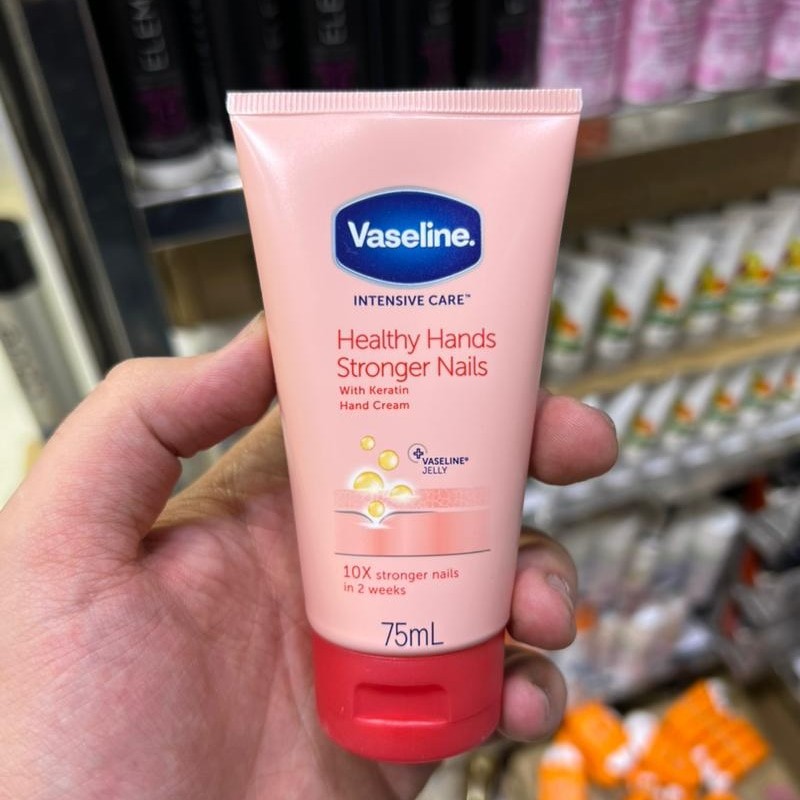 Vaseline.
INTENSIVE CARE™
Healthy Hands
Stronger Nails
With Keratin
Hand Cream
VASELINE®
JELLY
10X stronger nails
in 2 weeks
75mL
ELEM